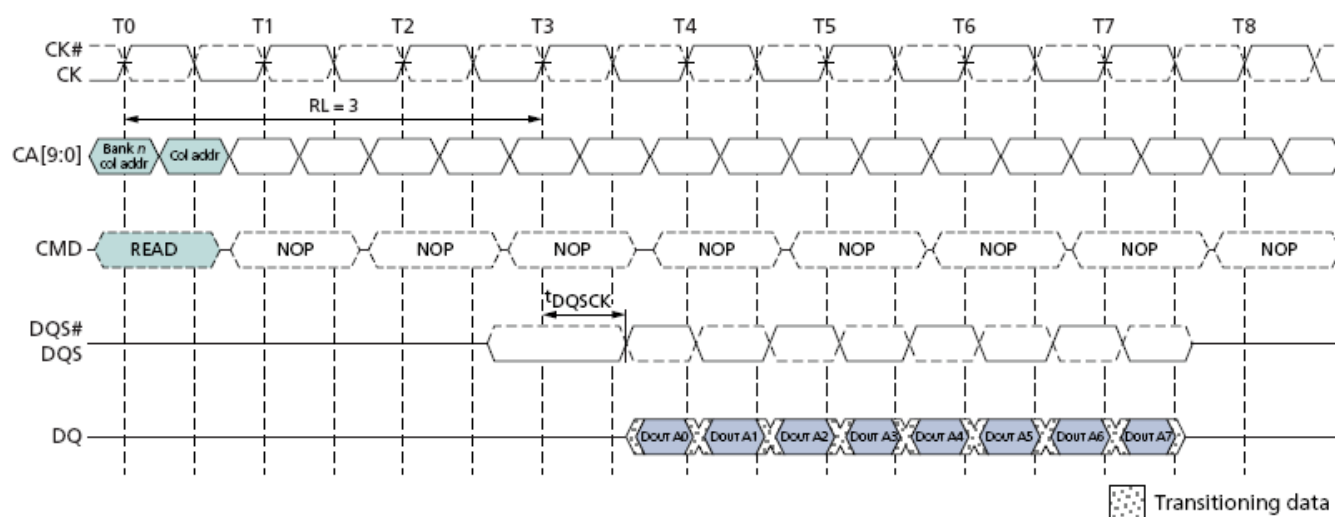 T0 T1 T2 T3 T4 T5 T6 T7 T8
CK#
CK
RL = 3
CA[9:0]
Bank n
col addr
Col addr
CMD READ NOP NOP NOP NOP NOP NOP NOP NOP
tDQSCK
DQS#
DQS
DQ DOUT A0 DOUT A1 DOUT A2 DOUT A3 DOUT A4 DOUT A5 DOUT A6 DOUT A7
Transitioning data